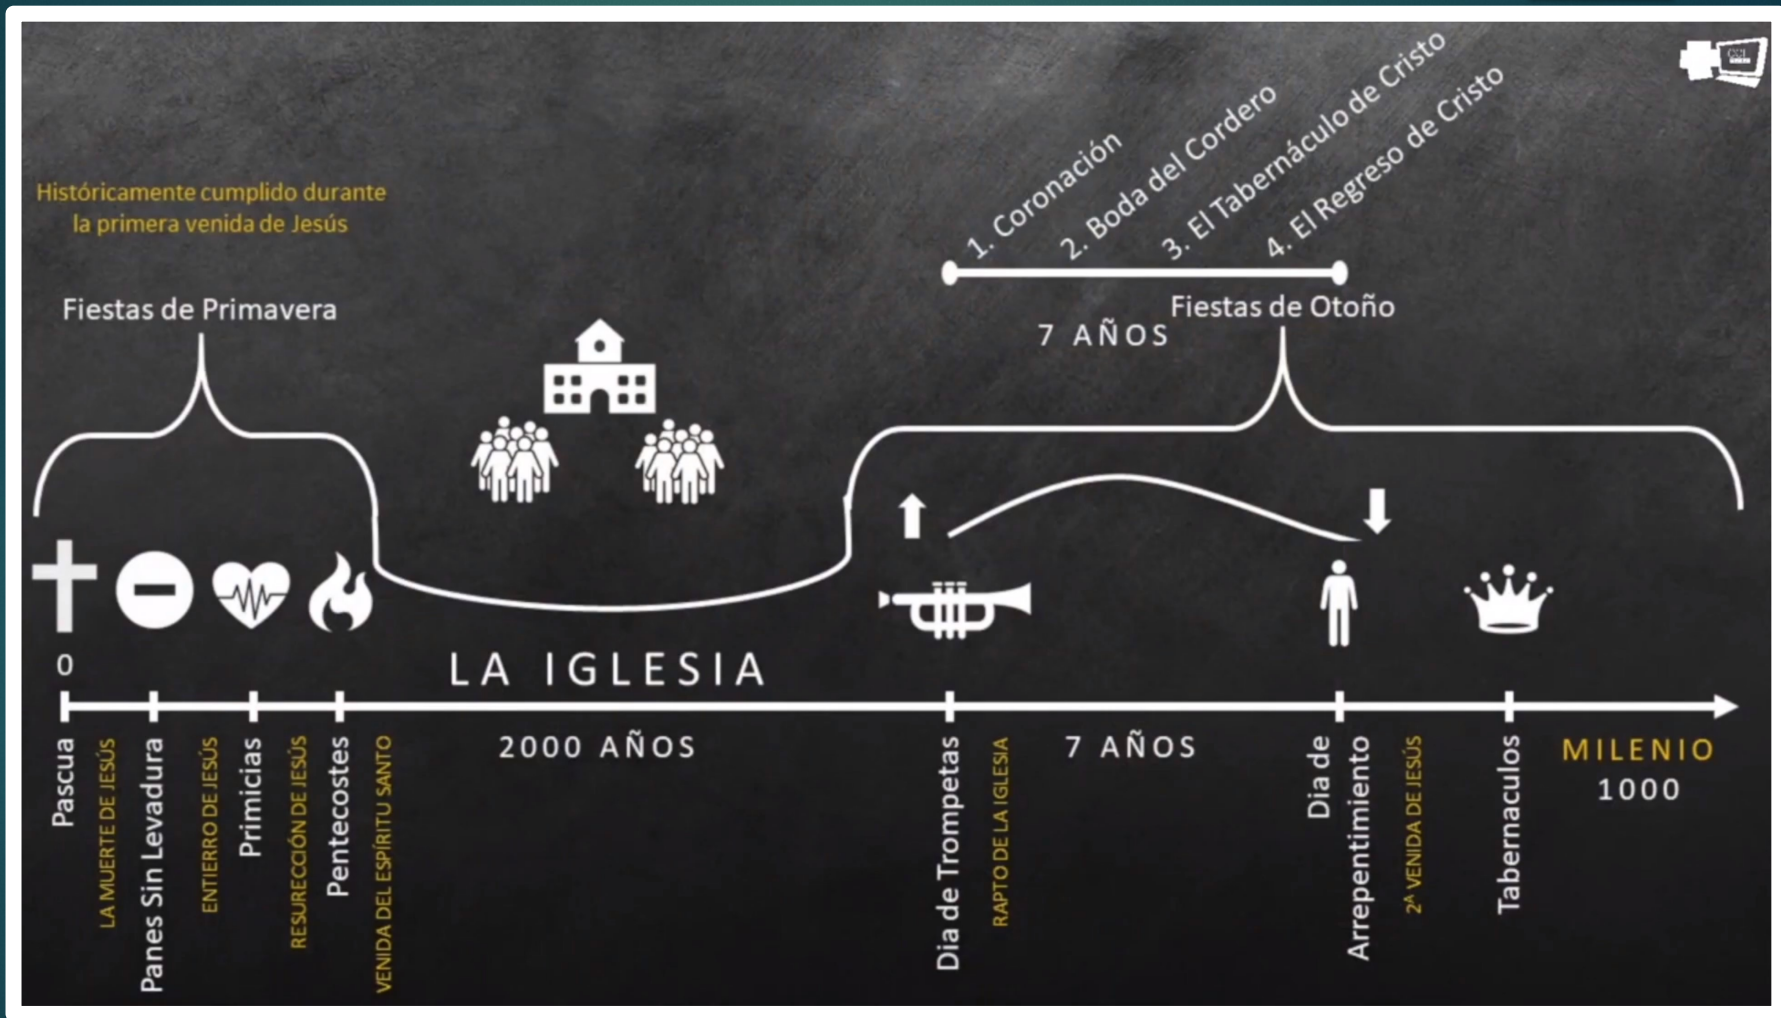 1. Coronación
2. Boda del Cordero
3. El Tabernáculo de Cristo
4. El Regreso de Cristo
Históricamente cumplido durante
la primera venida de Jesús
Fiestas de Primavera
7 AÑOS
Fiestas de Otoño
0
LA IGLESIA
2000 AÑOS
7 AÑOS
MILENIO
1000
Pascua
LA MUERTE DE JESÚS
Panes Sin Levadura
ENTIERRO DE JESÚS
Primicias
RESURECCIÓN DE JESÚS
Pentecostes
VENIDA DEL ESPÍRITU SANTO
Dia de Trompetas
RAPTO DE LA IGLESIA
Dia de
Arrepentimiento
2ᴬ VENIDA DE JESÚS
Tabernaculos